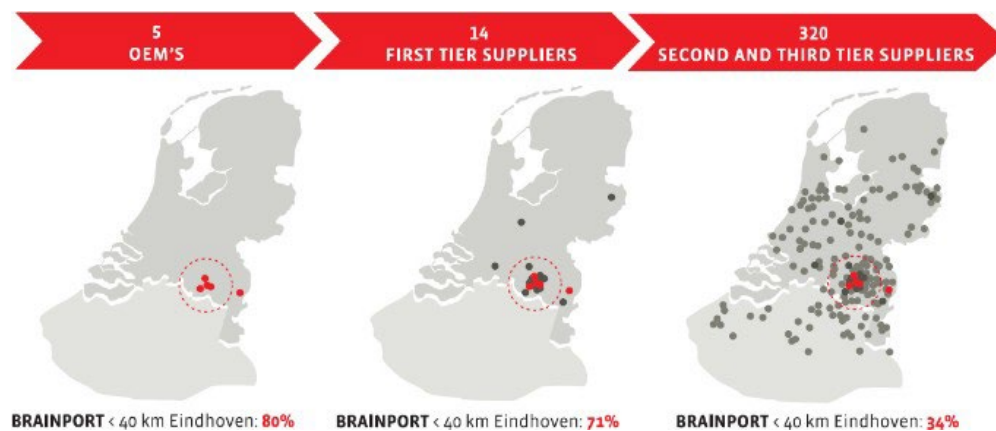 5
OEM'S
14
FIRST TIER SUPPLIERS
320
SECOND AND THIRD TIER SUPPLIERS
BRAINPORT < 40 km Eindhoven: 80%
BRAINPORT < 40 km Eindhoven: 71%
BRAINPORT < 40 km Eindhoven: 34%